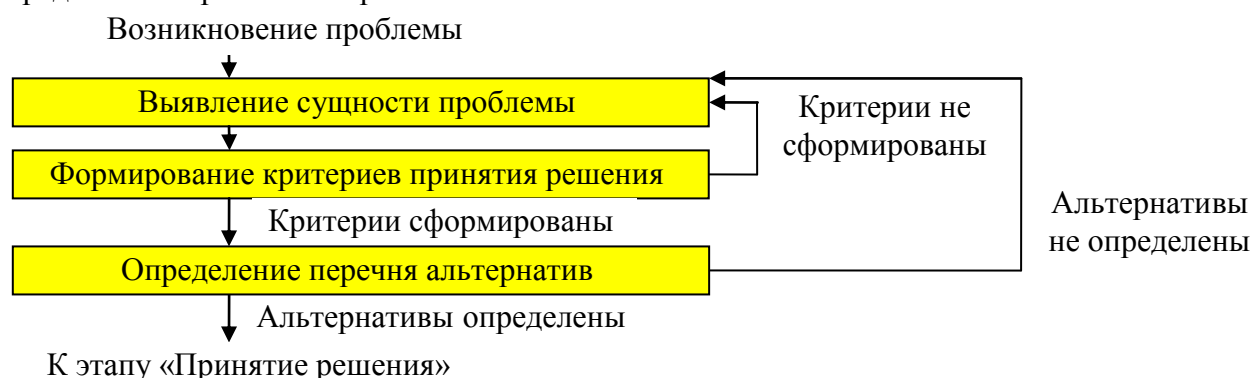 Возникновение проблемы
Выявление сущности проблемы
Критерии не
сформированы
Формирование критериев принятия решения
Критерии сформированы
Альтернативы
не определены
Определение перечня альтернатив
Альтернативы определены
К этапу «Принятие решения»